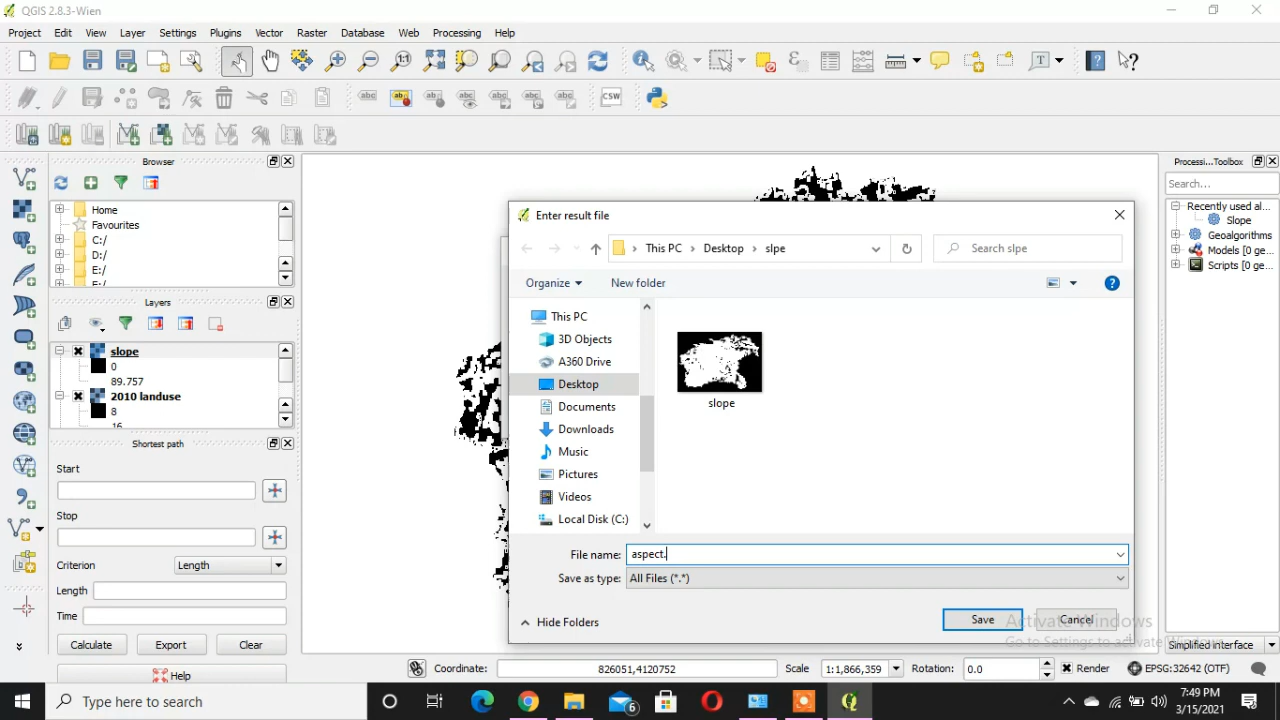 QGIS 2.8.3-Wien
Project Edit View Layer Settings Plugins Vector Raster Database Web Processing Help
CSW
Browser
Home
Favourites
C:/
D:/
E:/
Layers
slope
0
89.757
2010 landuse
8
16
Shortest path
Start
Stop
Criterion Length
Length
Time
Calculate Export Clear
Help
Enter result file
This PC Desktop slpe
Search slpe
Organize New folder
This PC
3D Objects
A360 Drive
Desktop
Documents
Downloads
Music
Pictures
Videos
Local Disk (C:)
slope
File name: aspect.
Save as type: All Files (*.*)
Hide Folders
Save Cancel
Processi...Toolbox
Search...
Recently used al...
Slope
Geoalgorithms
Models [0 ge...
Scripts [0 ge...
Activate Windows
Go to Settings to activate Windows.
Simplified interface
Coordinate: 826051,4120752 Scale 1:1,866,359 Rotation: 0.0 Render EPSG:32642 (OTF)
Type here to search
6
7:49 PM
3/15/2021